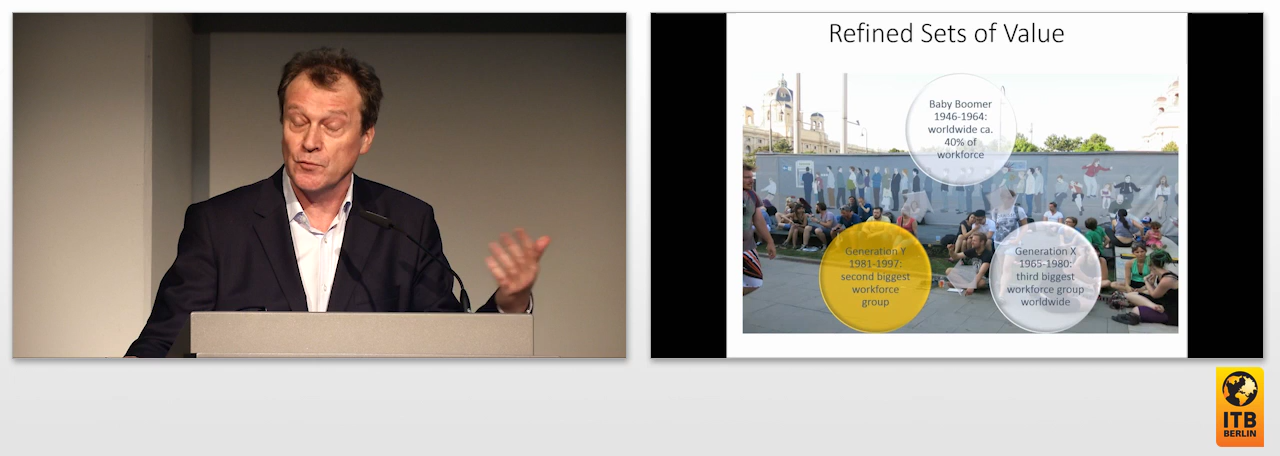 Refined Sets of Value
Baby Boomer
1946-1964:
worldwide ca.
40% of
workforce
Generation Y
1981-1997:
second biggest
workforce
group
Generation X
1965-1980:
third biggest
workforce group
worldwide
ITB
BERLIN